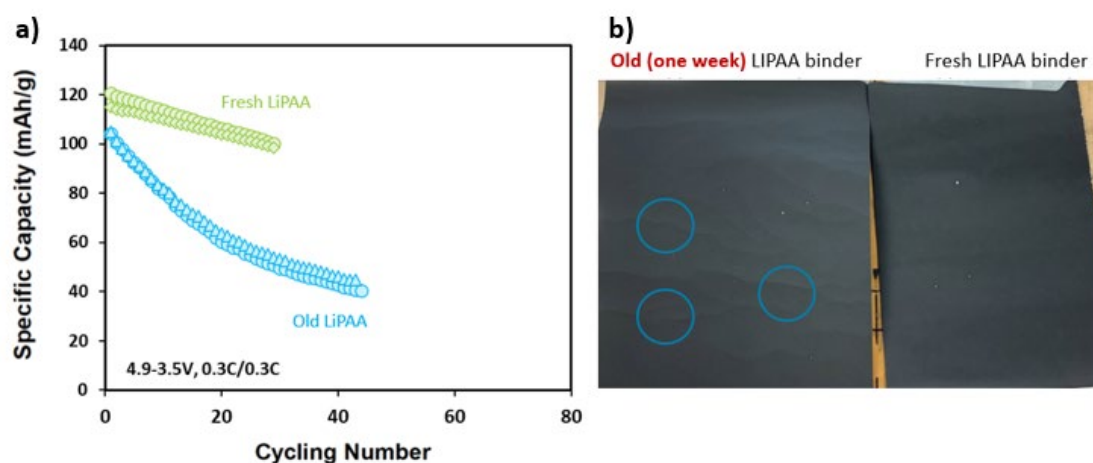 a)
140
120
100
80
60
40
20
0
Specific Capacity (mAh/g)
Fresh LiPAA
Old LiPAA
4.9-3.5V, 0.3C/0.3C
0 20 40 60 80
Cycling Number
b)
Old (one week) LIPAA binder
Fresh LIPAA binder